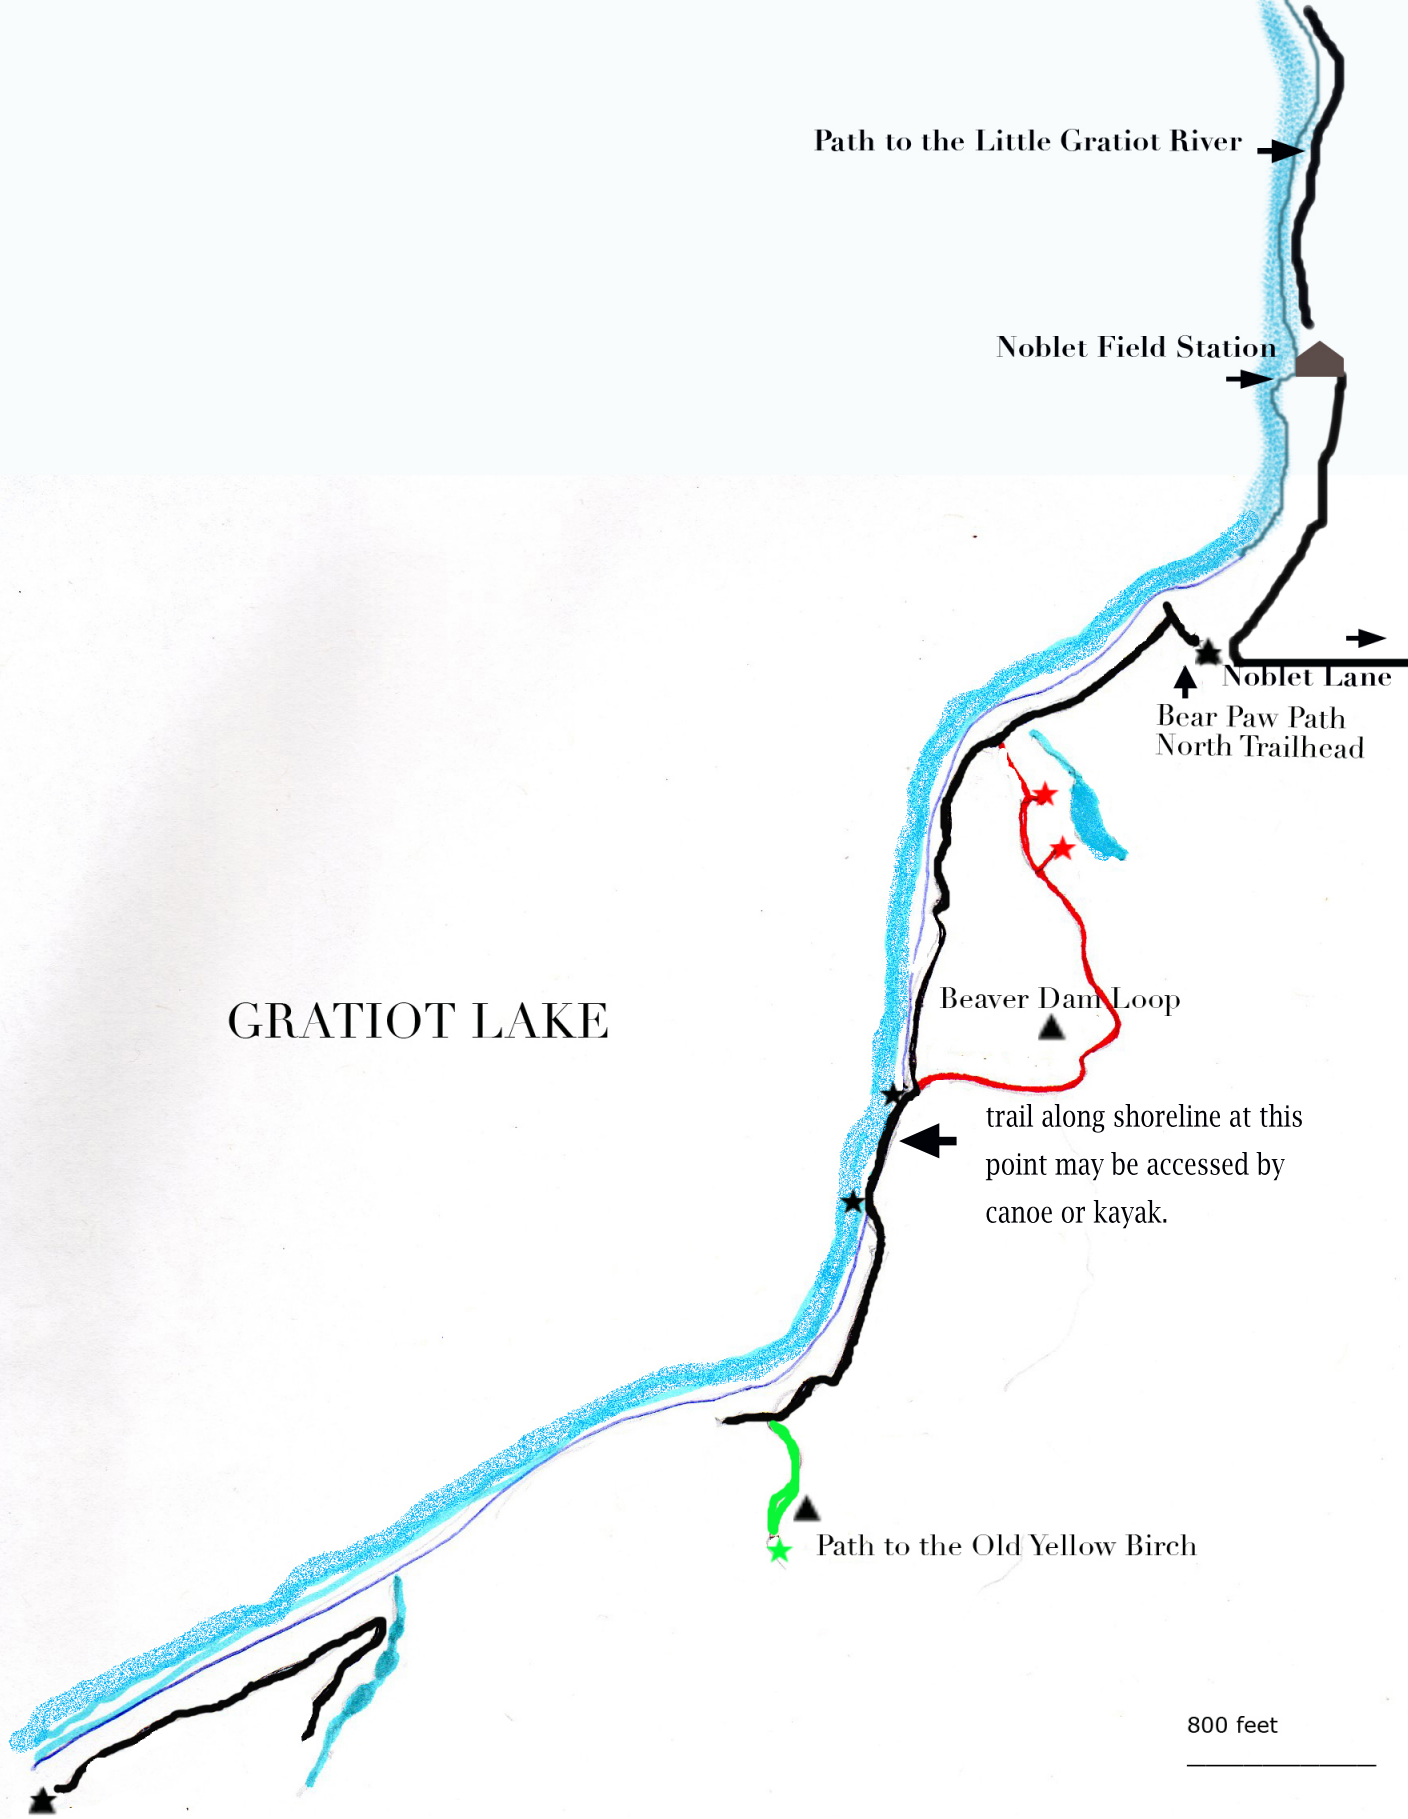 Path to the Little Gratiot River
Noblet Field Station
Noblet Lane
Bear Paw Path
North Trailhead
GRATIOT LAKE
Beaver Dam Loop
trail along shoreline at this
point may be accessed by
canoe or kayak.
Path to the Old Yellow Birch
800 feet